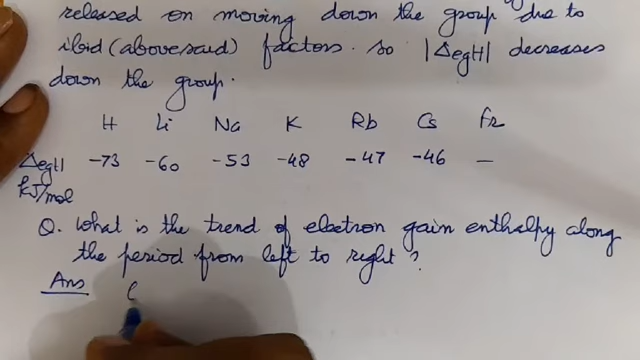 released on moving down the group due to
ibid (abovesaid) factors. so |ΔegH| decreases
down the group.
H Li Na K Rb Cs Fr
ΔegH -73 -60 -53 -48 -47 -46 —
kJ/mol
Q. What is the trend of electron gain enthalpy along
the period from left to right?
Ans